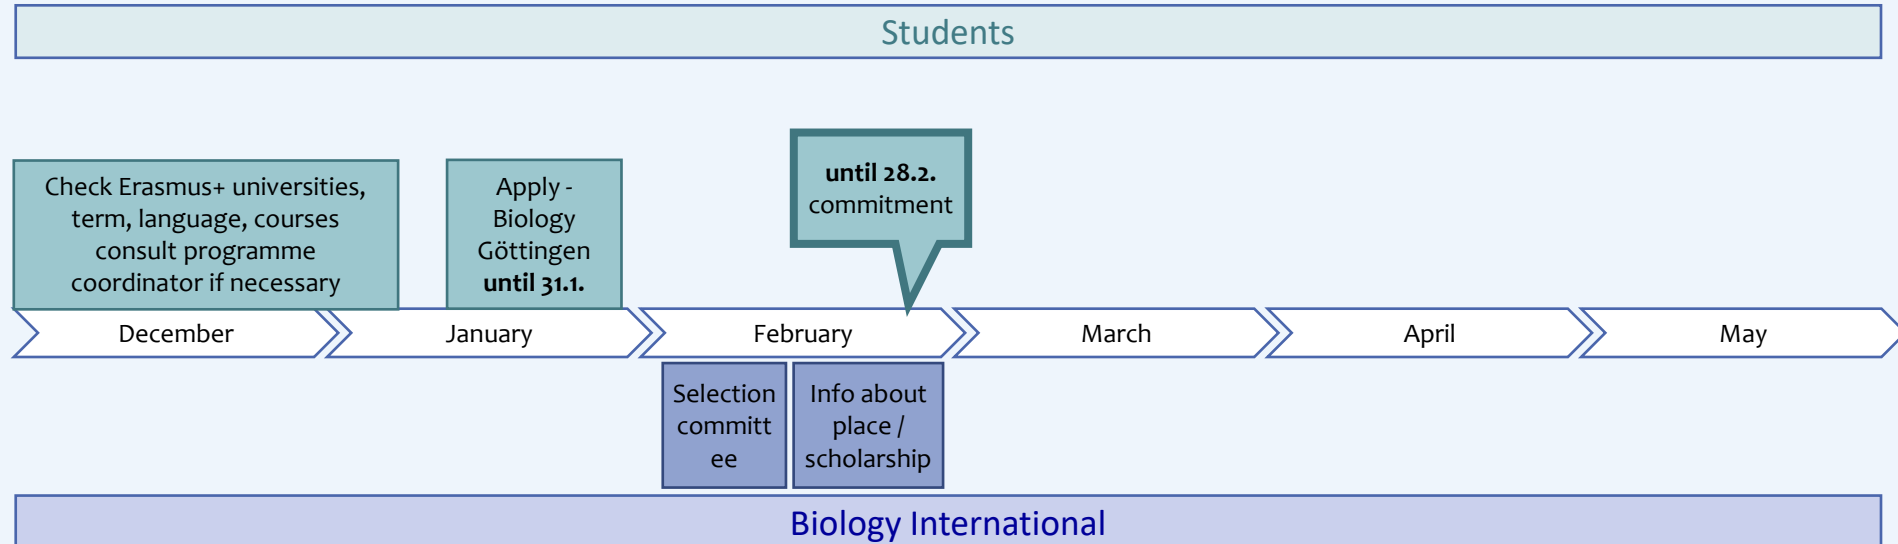 Students
Check Erasmus+ universities,
term, language, courses
consult programme
coordinator if necessary
Apply -
Biology
Göttingen
until 31.1.
until 28.2.
commitment
December
January
February
March
April
May
Selection
committ
ee
Info about
place /
scholarship
Biology International